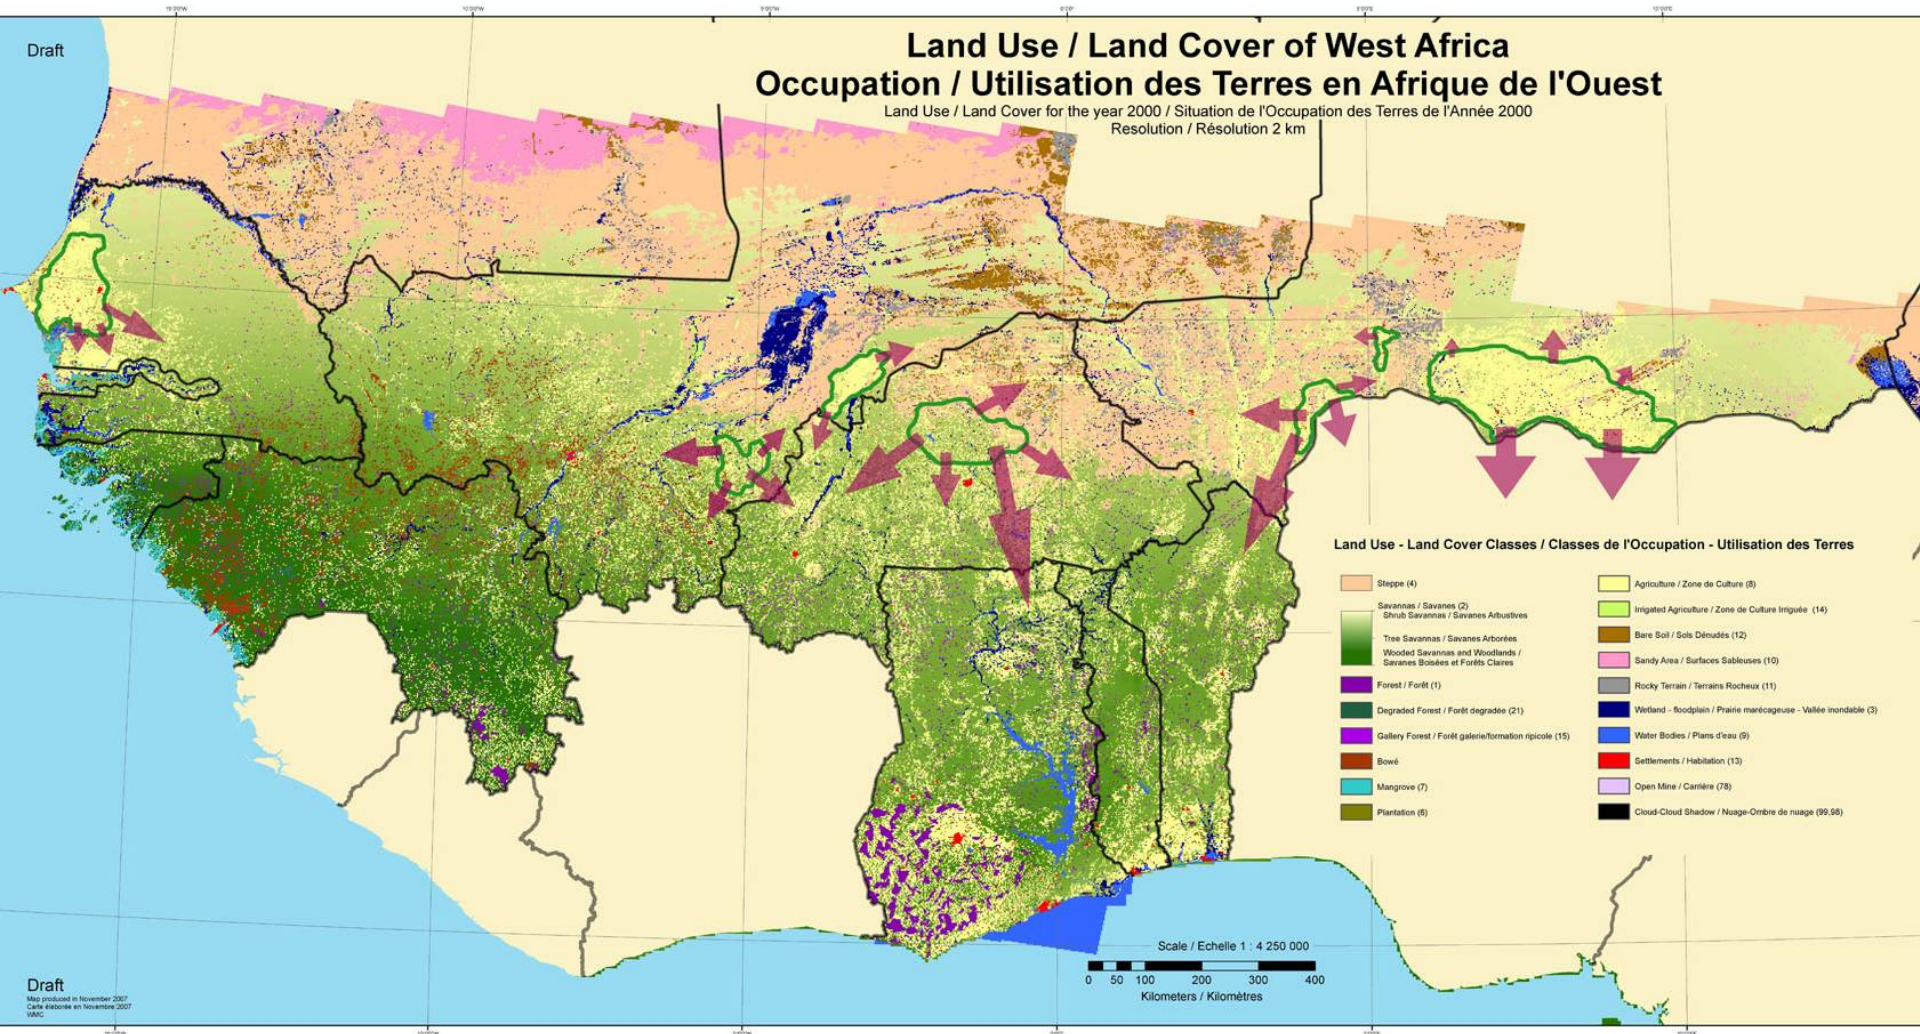 Draft
Land Use / Land Cover of West Africa
Occupation / Utilisation des Terres en Afrique de l'Ouest
Land Use / Land Cover for the year 2000 / Situation de l'Occupation des Terres de l'Année 2000
Resolution / Résolution 2 km
Land Use - Land Cover Classes / Classes de l'Occupation - Utilisation des Terres
Steppe (4)
Savannas / Savanes (2)
Shrub Savannas / Savanes Arbustives
Tree Savannas / Savanes Arborées
Wooded Savannas and Woodlands /
Savanes Boisées et Forêts Claires
Forest / Forêt (1)
Degraded Forest / Forêt degradée (21)
Gallery Forest / Forêt galerie/formation ripicole (15)
Bowé
Mangrove (7)
Plantation (6)
Agriculture / Zone de Culture (8)
Irrigated Agriculture / Zone de Culture Irriguée (14)
Bare Soil / Sols Dénudés (12)
Sandy Area / Surfaces Sableuses (10)
Rocky Terrain / Terrains Rocheux (11)
Wetland - floodplain / Prairie marécageuse - Vallée inondable (3)
Water Bodies / Plans d'eau (9)
Settlements / Habitation (13)
Open Mine / Carrière (78)
Cloud-Cloud Shadow / Nuage-Ombre de nuage (99,98)
Scale / Echelle 1 : 4 250 000
0 50 100 200 300 400
Kilometers / Kilomètres
Draft
Map produced in November 2007
Carte élaborée en Novembre 2007
WMC